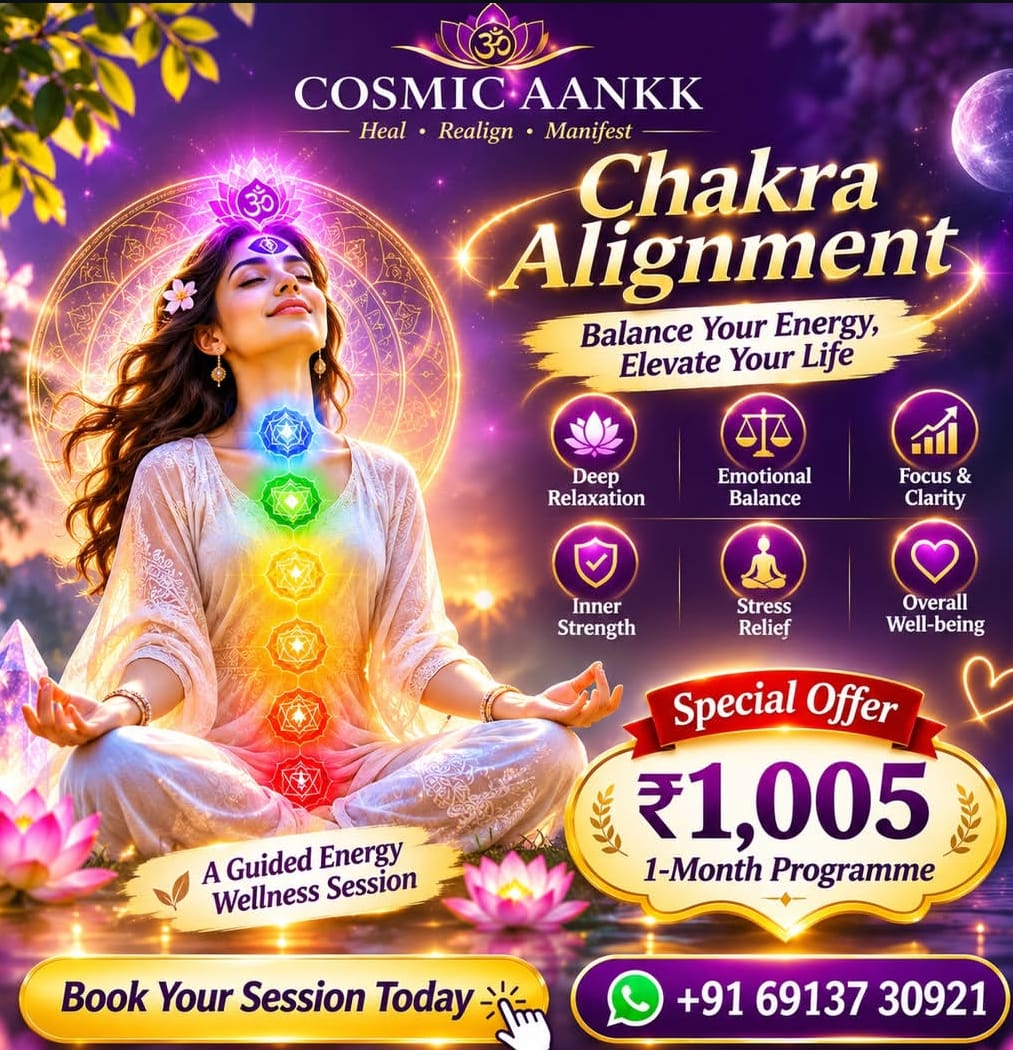 ॐ
COSMIC AANKK
Heal • Realign • Manifest
ॐ
Chakra
Alignment
Balance Your Energy,
Elevate Your Life
Deep
Relaxation
Emotional
Balance
Focus &
Clarity
Inner
Strength
Stress
Relief
Overall
Well-being
Special Offer
₹1,005
1-Month Programme
A Guided Energy
Wellness Session
Book Your Session Today
+91 69137 30921